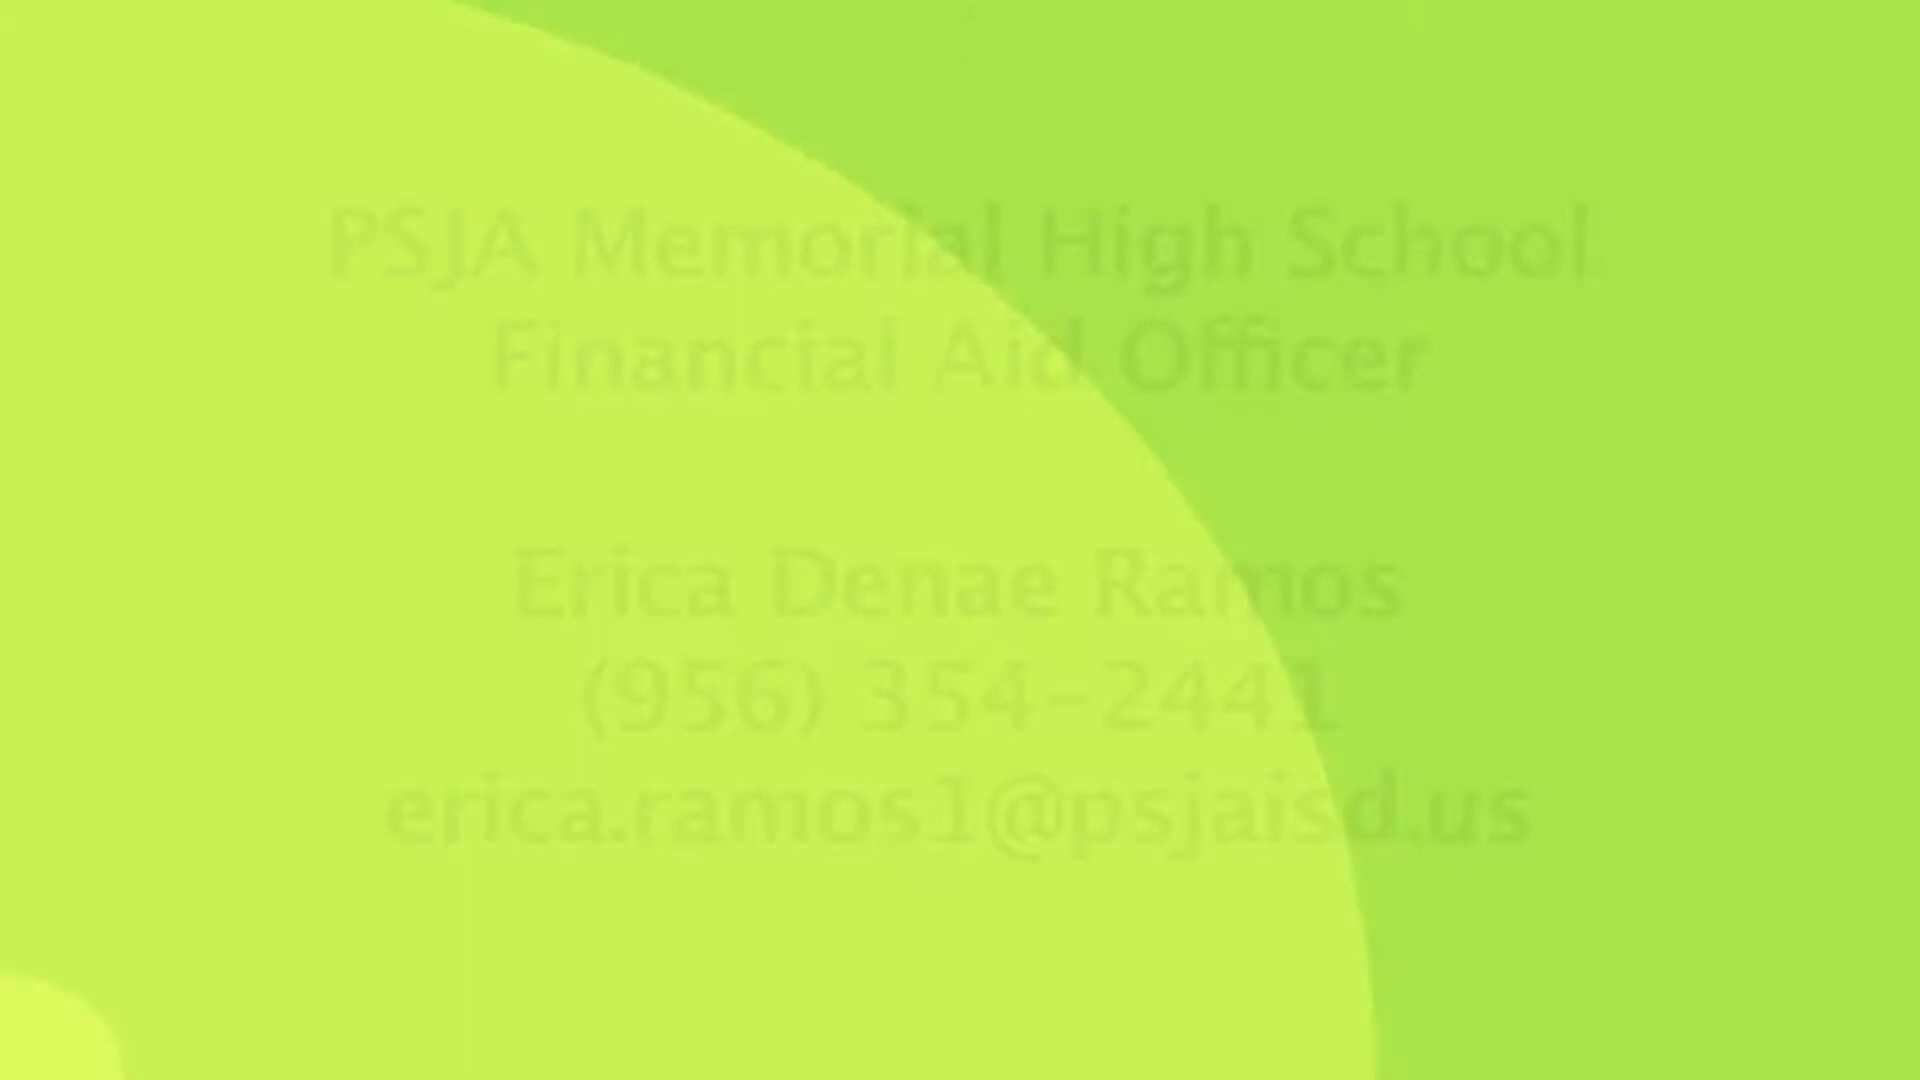 PSJA Memorial High School
Financial Aid Officer
Erica Denae Ramos
(956) 354-2441
erica.ramos1@psjaisd.us